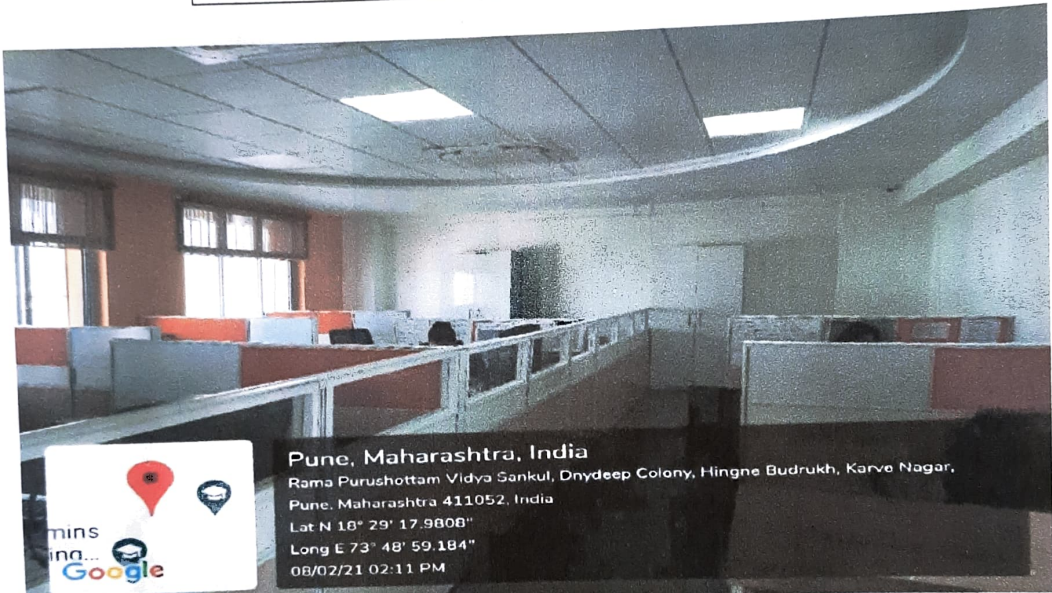 Pune, Maharashtra, India
Rama Purushottam Vidya Sankul, Dnydeep Colony, Hingne Budrukh, Karve Nagar,
Pune, Maharashtra 411052, India
Lat N 18° 29' 17.9808"
Long E 73° 48' 59.184"
08/02/21 02:11 PM
mins
ina...
Google